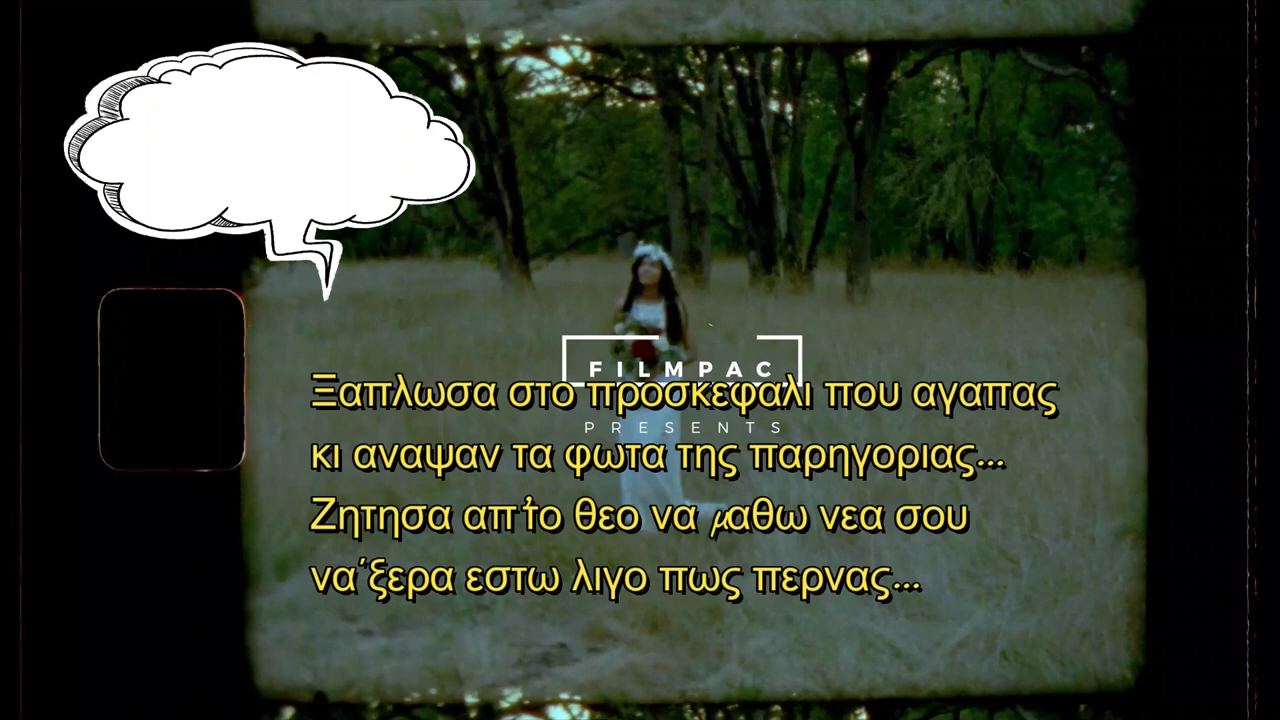 FILMPAC
Ξαπλωσα στο προσκεφαλι που αγαπας
PRESENTS
κι αναψαν τα φωτα της παρηγοριας...
Ζητησα απ'το θεο να μαθω νεα σου
να΄ξερα εστω λιγο πως περνας...